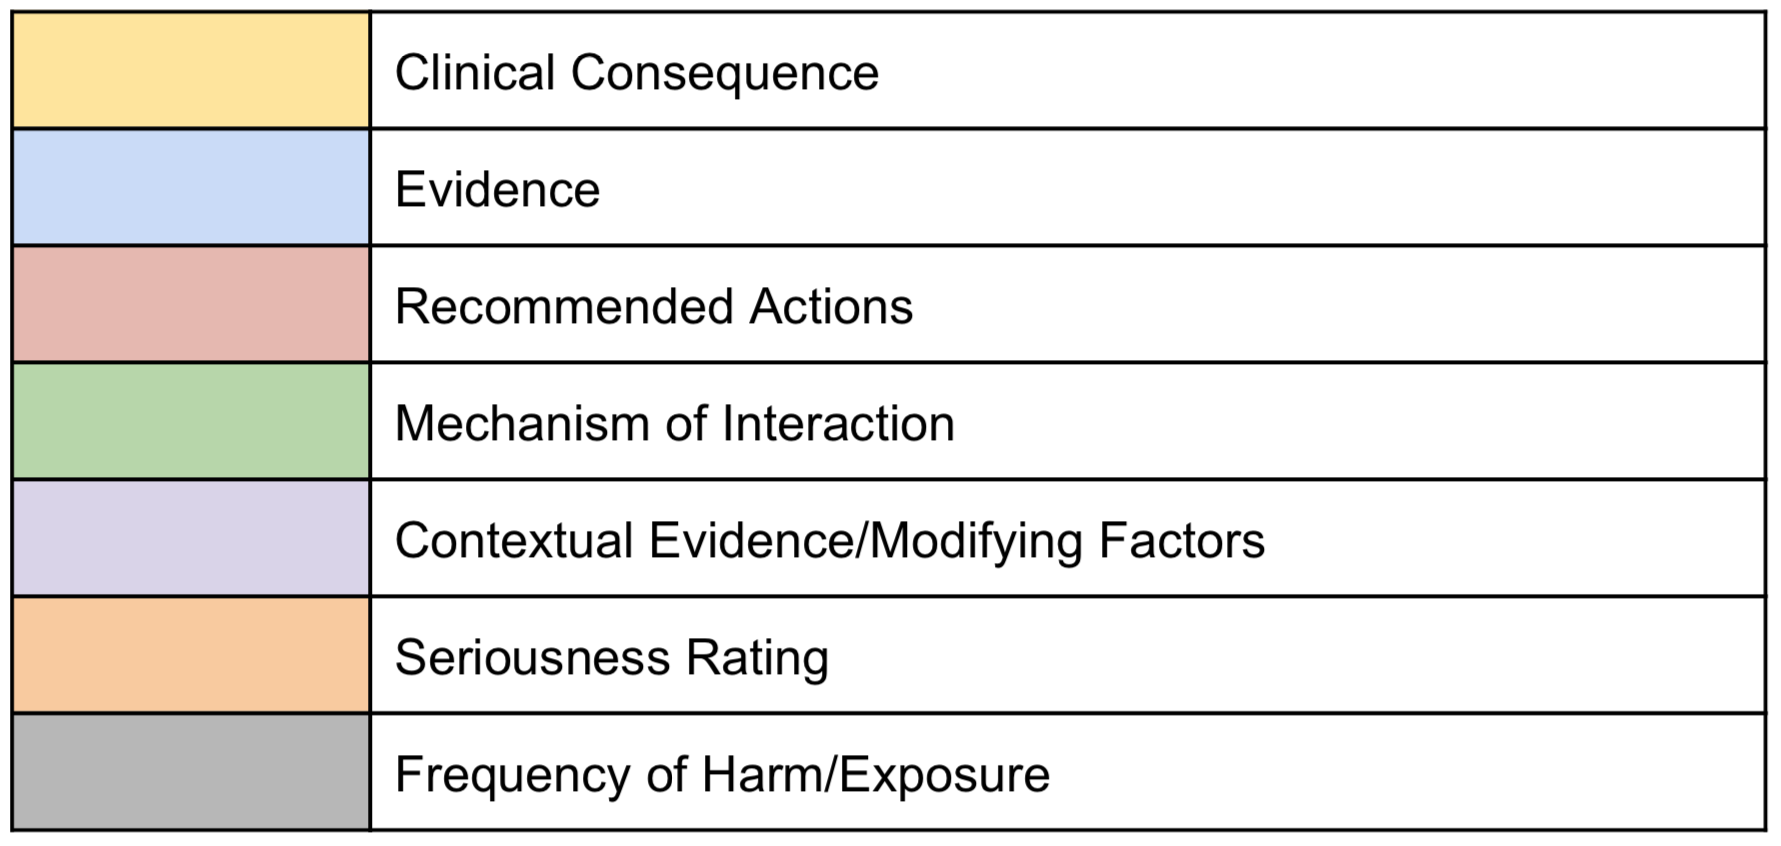 Clinical Consequence
Evidence
Recommended Actions
Mechanism of Interaction
Contextual Evidence/Modifying Factors
Seriousness Rating
Frequency of Harm/Exposure